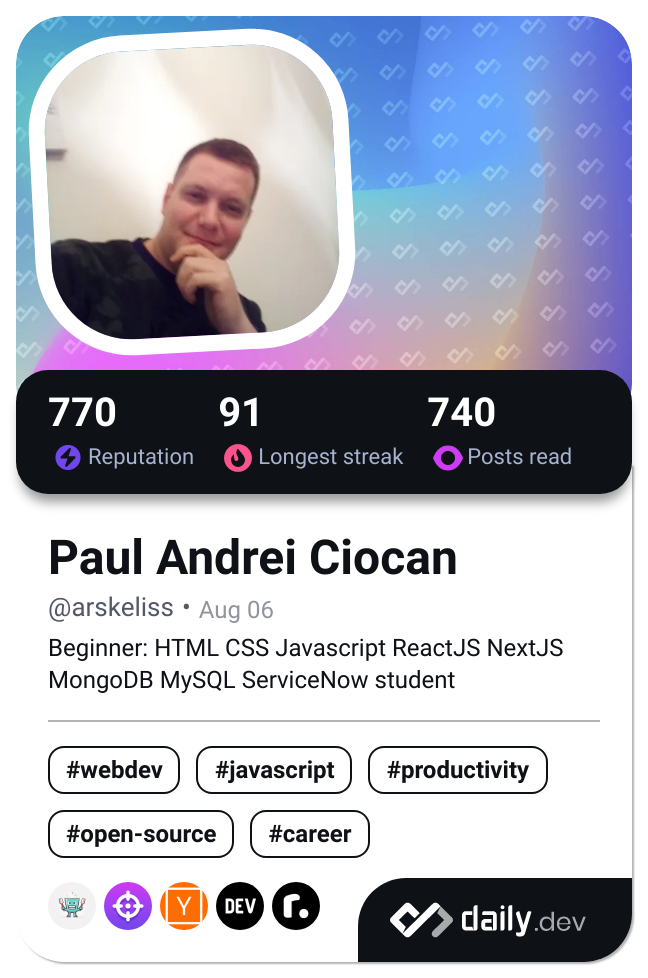 770 91 740
Reputation Longest streak Posts read
Paul Andrei Ciocan
@arskeliss • Aug 06
Beginner: HTML CSS Javascript ReactJS NextJS
MongoDB MySQL ServiceNow student
#webdev #javascript #productivity
#open-source #career
Y DEV r. daily.dev